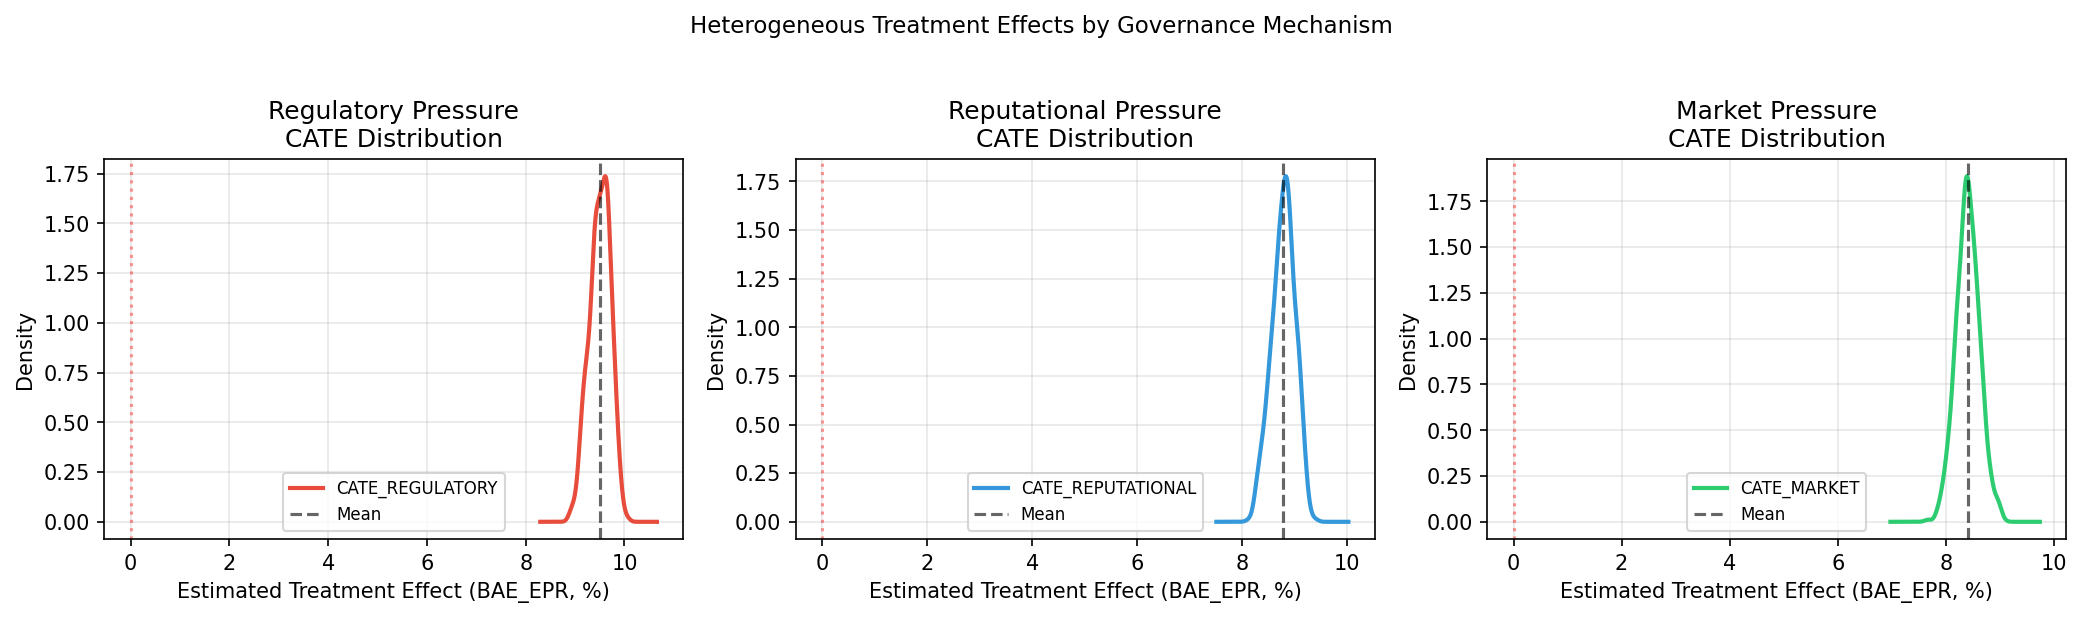 Heterogeneous Treatment Effects by Governance Mechanism
Regulatory Pressure
CATE Distribution
Density
1.75
1.50
1.25
1.00
0.75
0.50
0.25
0.00
CATE_REGULATORY
Mean
0 2 4 6 8 10
Estimated Treatment Effect (BAE_EPR, %)
Reputational Pressure
CATE Distribution
Density
1.75
1.50
1.25
1.00
0.75
0.50
0.25
0.00
CATE_REPUTATIONAL
Mean
0 2 4 6 8 10
Estimated Treatment Effect (BAE_EPR, %)
Market Pressure
CATE Distribution
Density
1.75
1.50
1.25
1.00
0.75
0.50
0.25
0.00
CATE_MARKET
Mean
0 2 4 6 8 10
Estimated Treatment Effect (BAE_EPR, %)